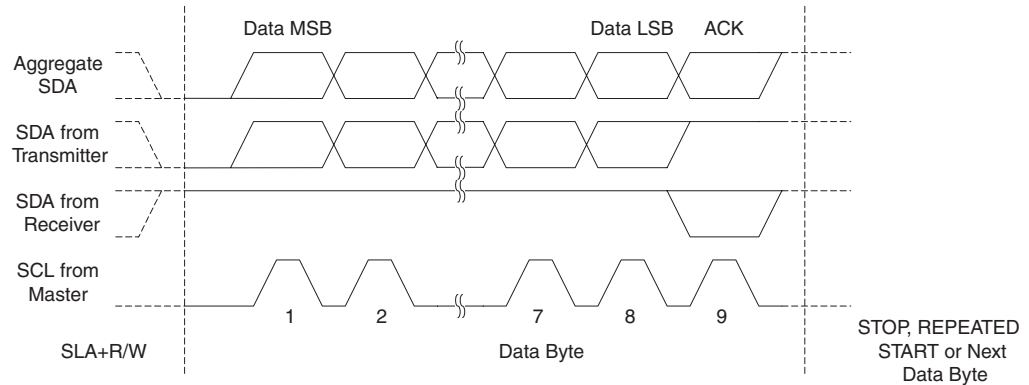 Data MSB
Data LSB
ACK
Aggregate
SDA
SDA from
Transmitter
SDA from
Receiver
SCL from
Master
1
2
7
8
9
SLA+R/W
Data Byte
STOP, REPEATED
START or Next
Data Byte